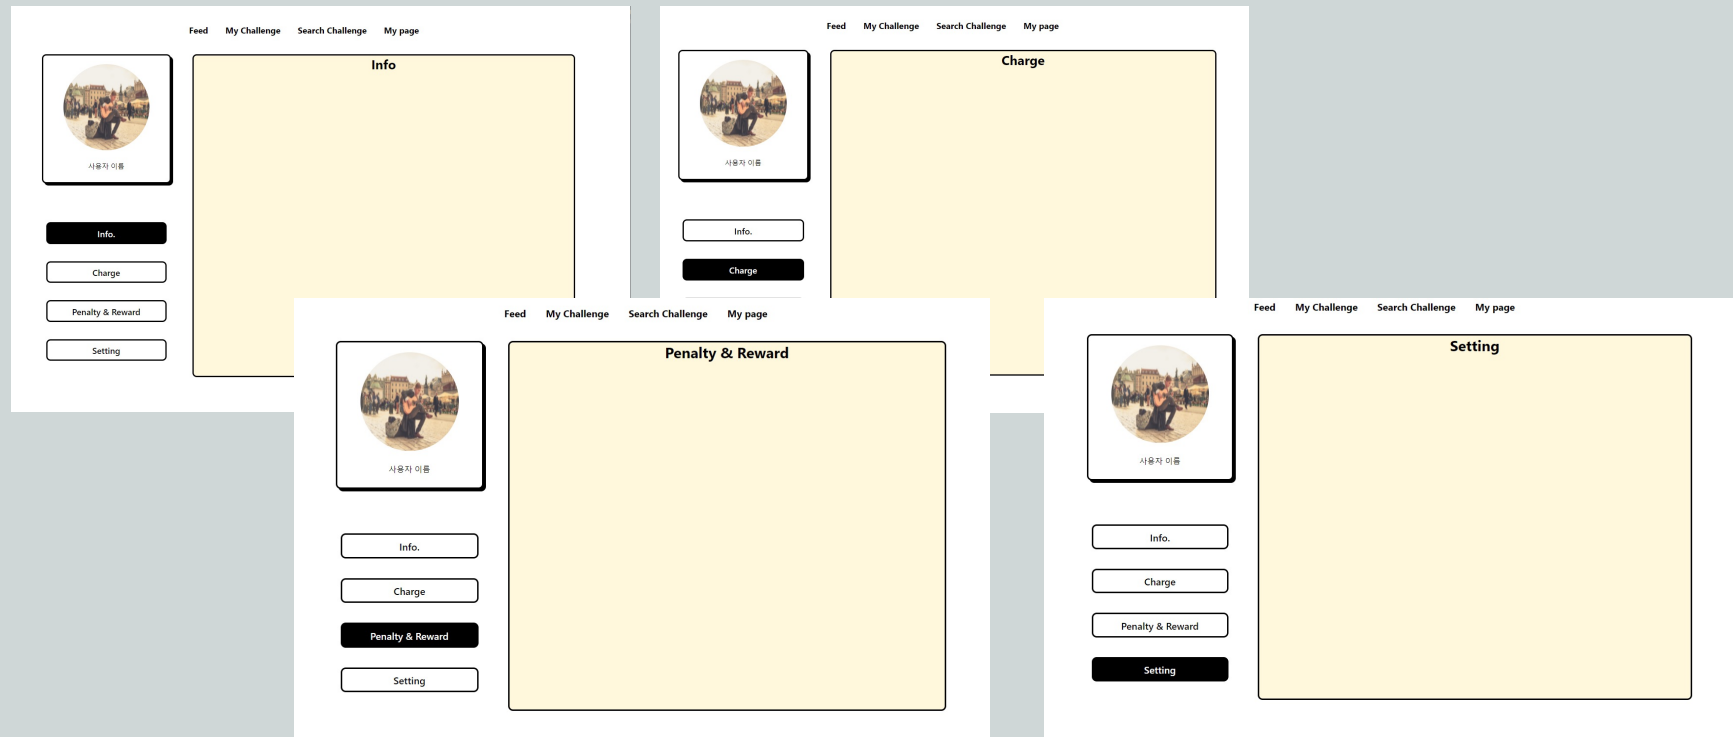 Feed My Challenge Search Challenge My page
Info
사용자 이름
Info.
Charge
Penalty & Reward
Setting
Feed My Challenge Search Challenge My page
Charge
사용자 이름
Info.
Charge
Feed My Challenge Search Challenge My page
Penalty & Reward
사용자 이름
Info.
Charge
Penalty & Reward
Setting
Feed My Challenge Search Challenge My page
Setting
사용자 이름
Info.
Charge
Penalty & Reward
Setting